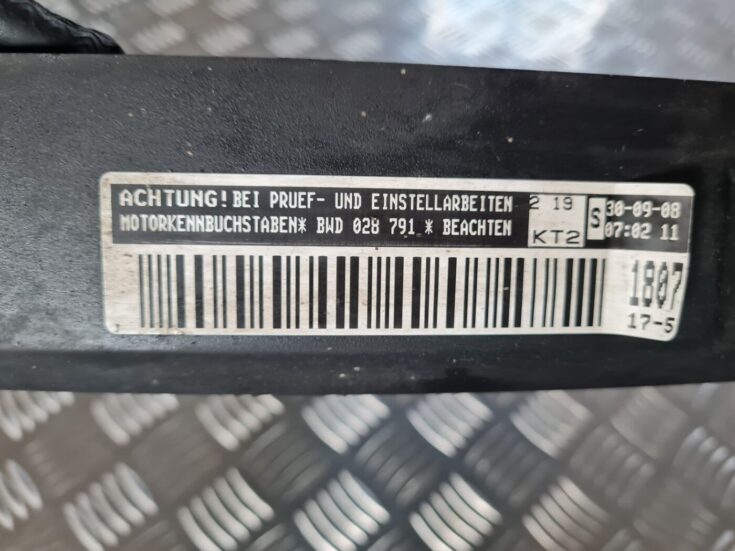 ACHTUNG! BEI PRUEF- UND EINSTELLARBEITEN
MOTORKENNBUCHSTABEN* BWD 028 791 * BEACHTEN
2 19
KT2
S
30-09-08
07:02 11
1807
17-5